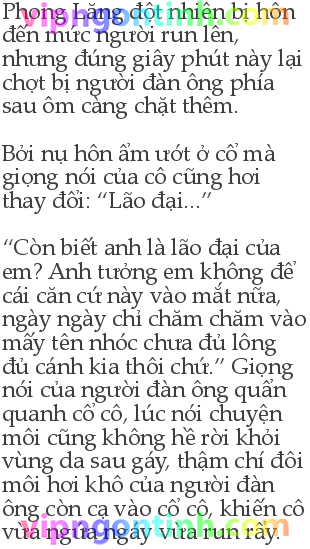 Phong Lăng đột nhiên bị hôn
đến mức người run lên,
nhưng đúng giây phút này lại
chợt bị người đàn ông phía
sau ôm càng chặt thêm.
Bởi nụ hôn ẩm ướt ở cổ mà
giọng nói của cô cũng hơi
thay đổi: “Lão đại...”
“Còn biết anh là lão đại của
em? Anh tưởng em không để
cái căn cứ này vào mắt nữa,
ngày ngày chỉ chăm chăm vào
mấy tên nhóc chưa đủ lông
đủ cánh kia thôi chứ.” Giọng
nói của người đàn ông quẩn
quanh cổ cô, lúc nói chuyện
môi cũng không hề rời khỏi
vùng da sau gáy, thậm chí đôi
môi hơi khô của người đàn
ông còn cạ vào cổ cô, khiến cô
vừa ngứa ngáy vừa run rẩy.
vipngontinh.com
vipngontinh.com